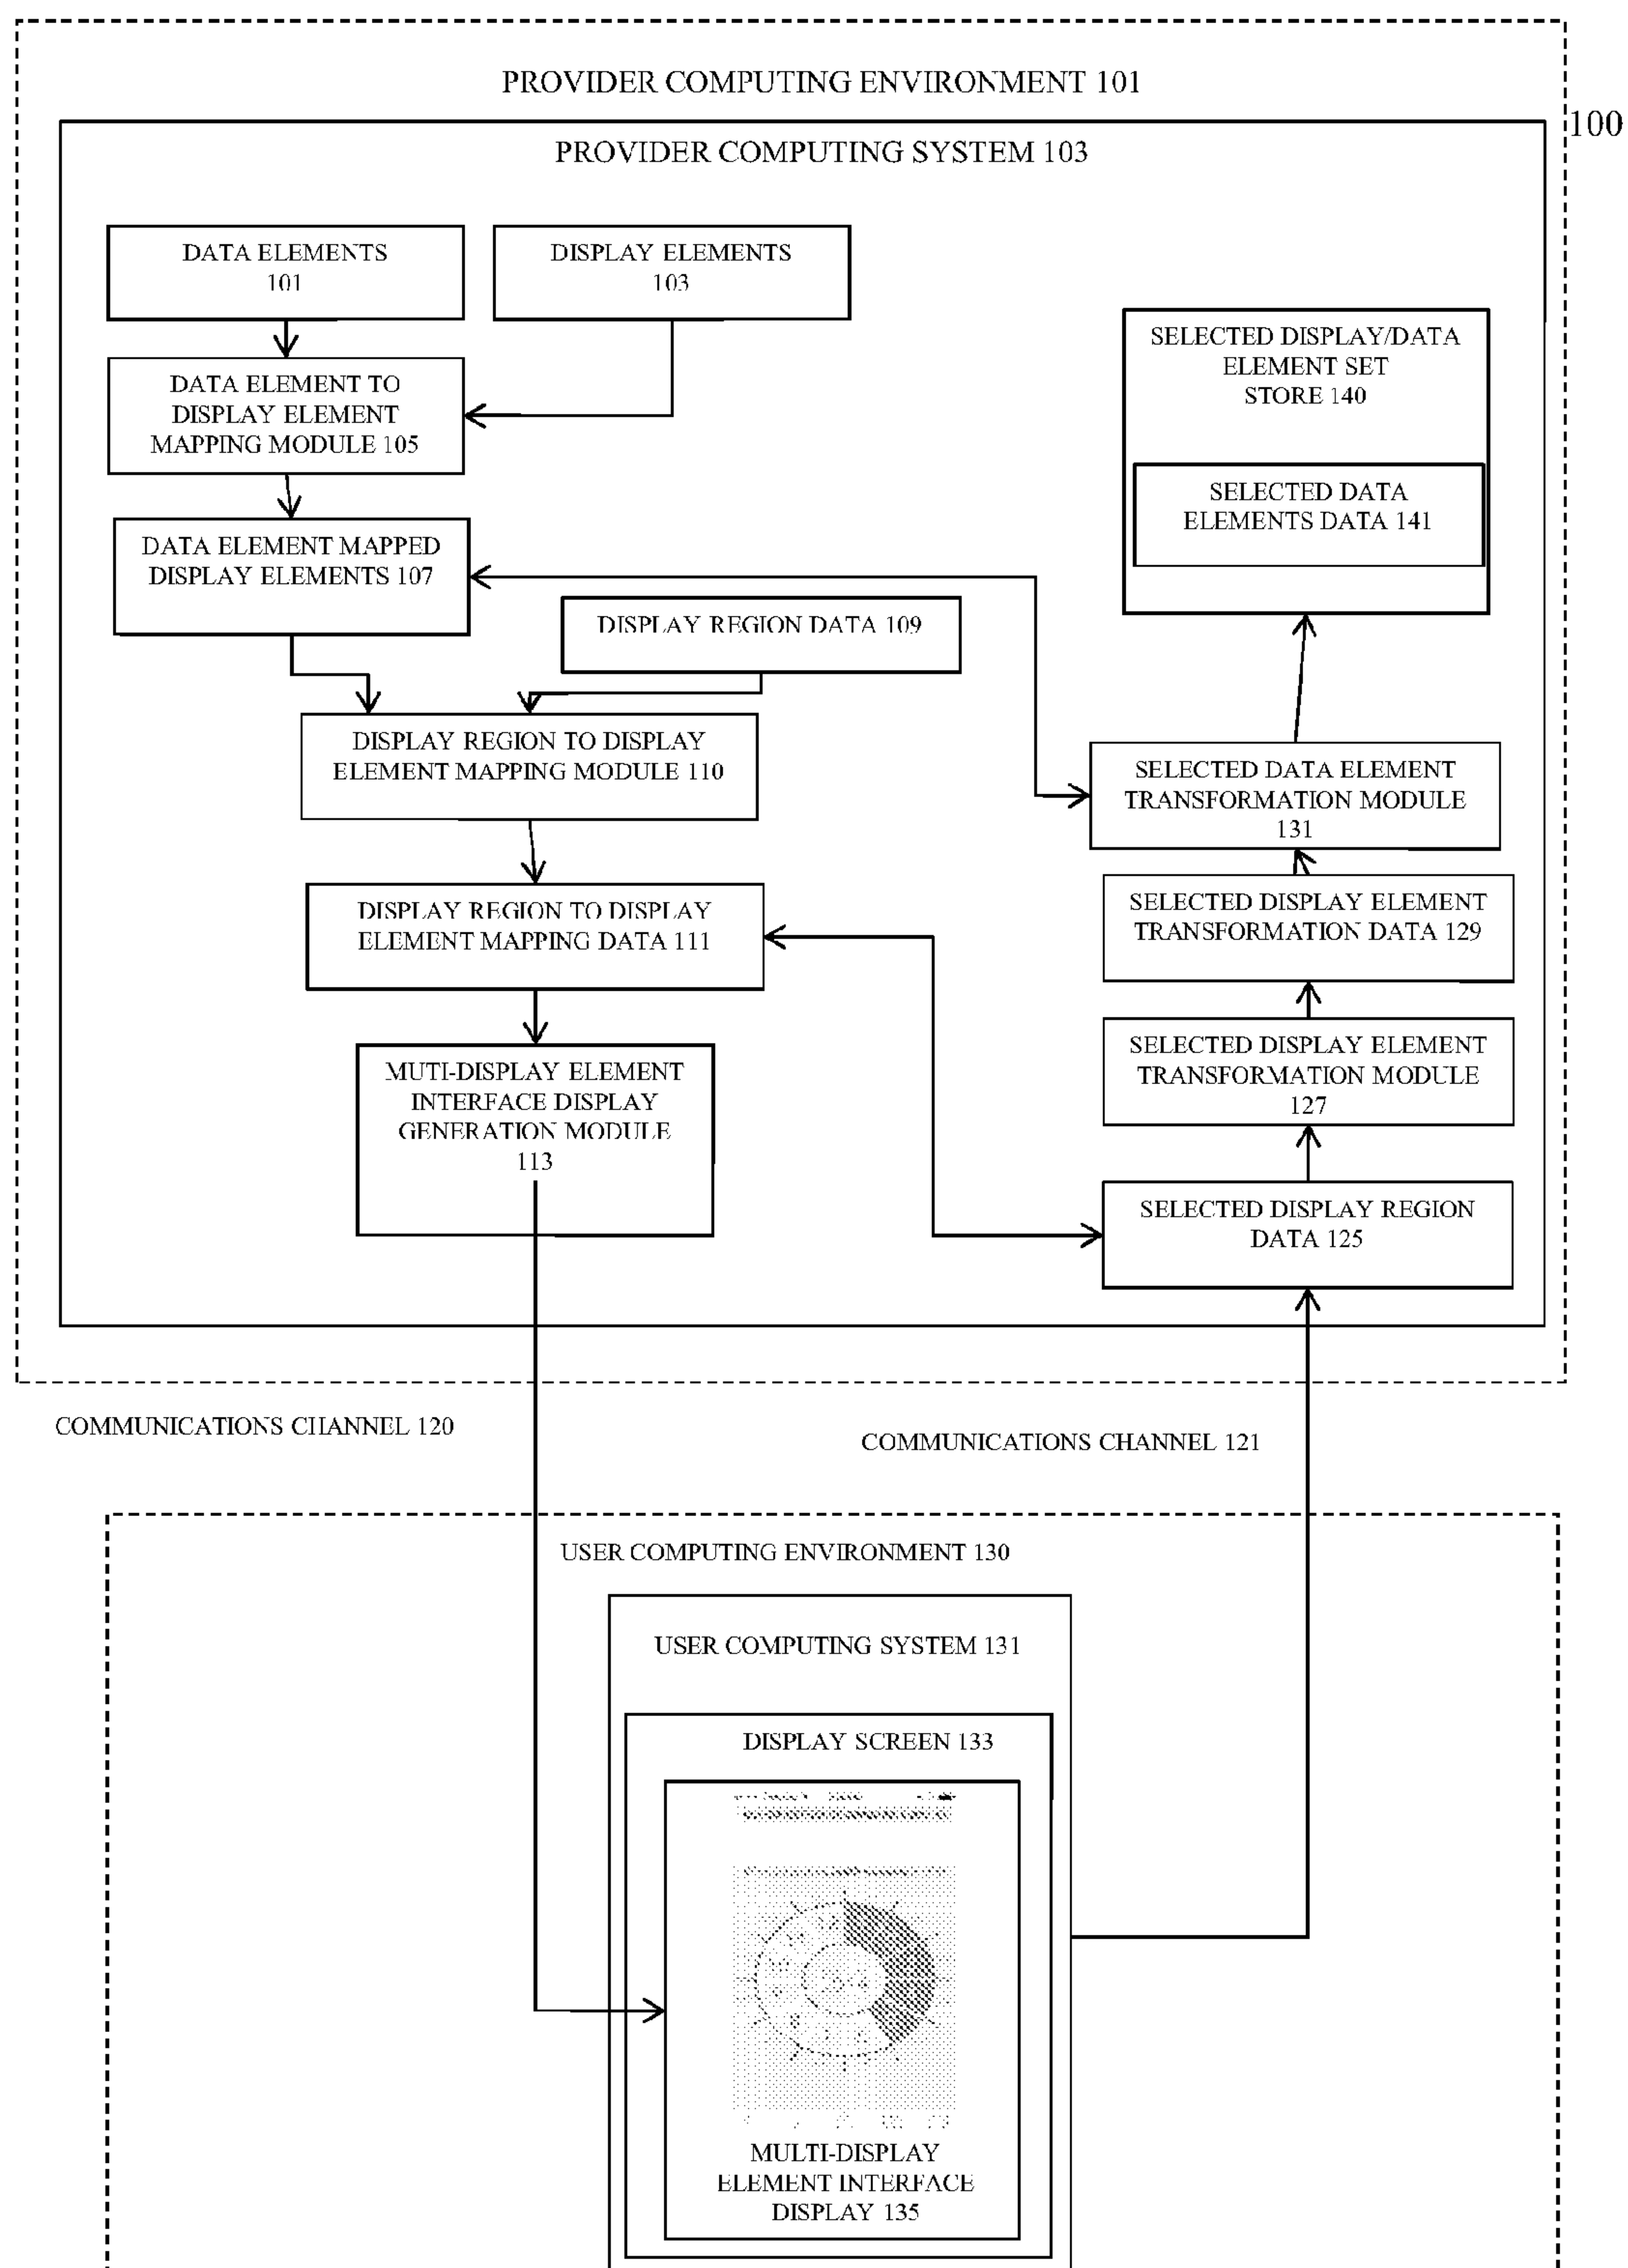 PROVIDER COMPUTING ENVIRONMENT 101
100
PROVIDER COMPUTING SYSTEM 103
DATA ELEMENTS
101
DISPLAY ELEMENTS
103
DATA ELEMENT TO
DISPLAY ELEMENT
MAPPING MODULE 105
DATA ELEMENT MAPPED
DISPLAY ELEMENTS 107
DISPLAY REGION DATA 109
DISPLAY REGION TO DISPLAY
ELEMENT MAPPING MODULE 110
DISPLAY REGION TO DISPLAY
ELEMENT MAPPING DATA 111
MUTI-DISPLAY ELEMENT
INTERFACE DISPLAY
GENERATION MODULE
113
SELECTED DISPLAY/DATA
ELEMENT SET
STORE 140
SELECTED DATA
ELEMENTS DATA 141
SELECTED DATA ELEMENT
TRANSFORMATION MODULE
131
SELECTED DISPLAY ELEMENT
TRANSFORMATION DATA 129
SELECTED DISPLAY ELEMENT
TRANSFORMATION MODULE
127
SELECTED DISPLAY REGION
DATA 125
COMMUNICATIONS CHANNEL 120
COMMUNICATIONS CHANNEL 121
USER COMPUTING ENVIRONMENT 130
USER COMPUTING SYSTEM 131
DISPLAY SCREEN 133
MULTI-DISPLAY
ELEMENT INTERFACE
DISPLAY 135